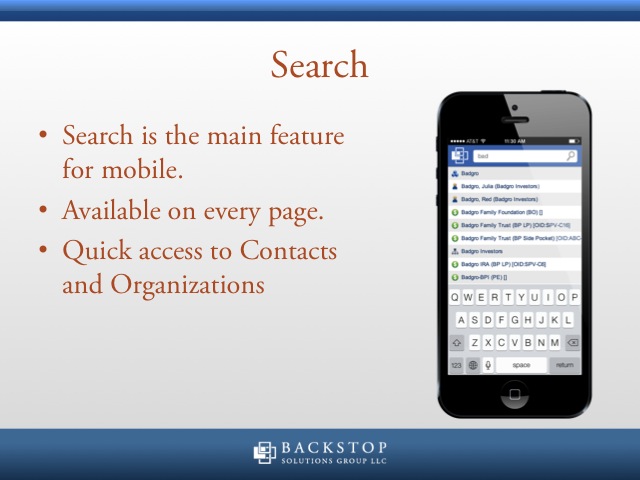 Search
• Search is the main feature
for mobile.
• Available on every page.
• Quick access to Contacts
and Organizations
AT&T 11:30 AM
bad
Badgro
Badgro, Julia (Badgro Investors)
Badgro, Red (Badgro Investors)
Badgro Family Foundation (BO) []
Badgro Family Trust (BP LP) [OID:SPV-C16]
Badgro Family Trust (BP Side Pocket) [OID:ABC-
Badgro Investors
Badgro IRA (BP LP) [OID:SPV-C6]
Badgro-BPI (PE) []
Q W E R T Y U I O P
A S D F G H J K L
Z X C V B N M
123 space return
BACKSTOP
SOLUTIONS GROUP LLC